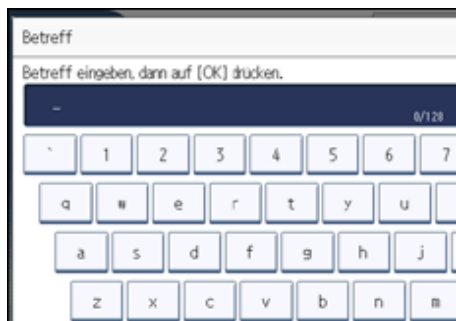 Betreff
Betreff eingeben, dann auf [OK] drücken.
_
0/128
` 1 2 3 4 5 6 7
q w e r t y u
a s d f g h j
z x c v b n m